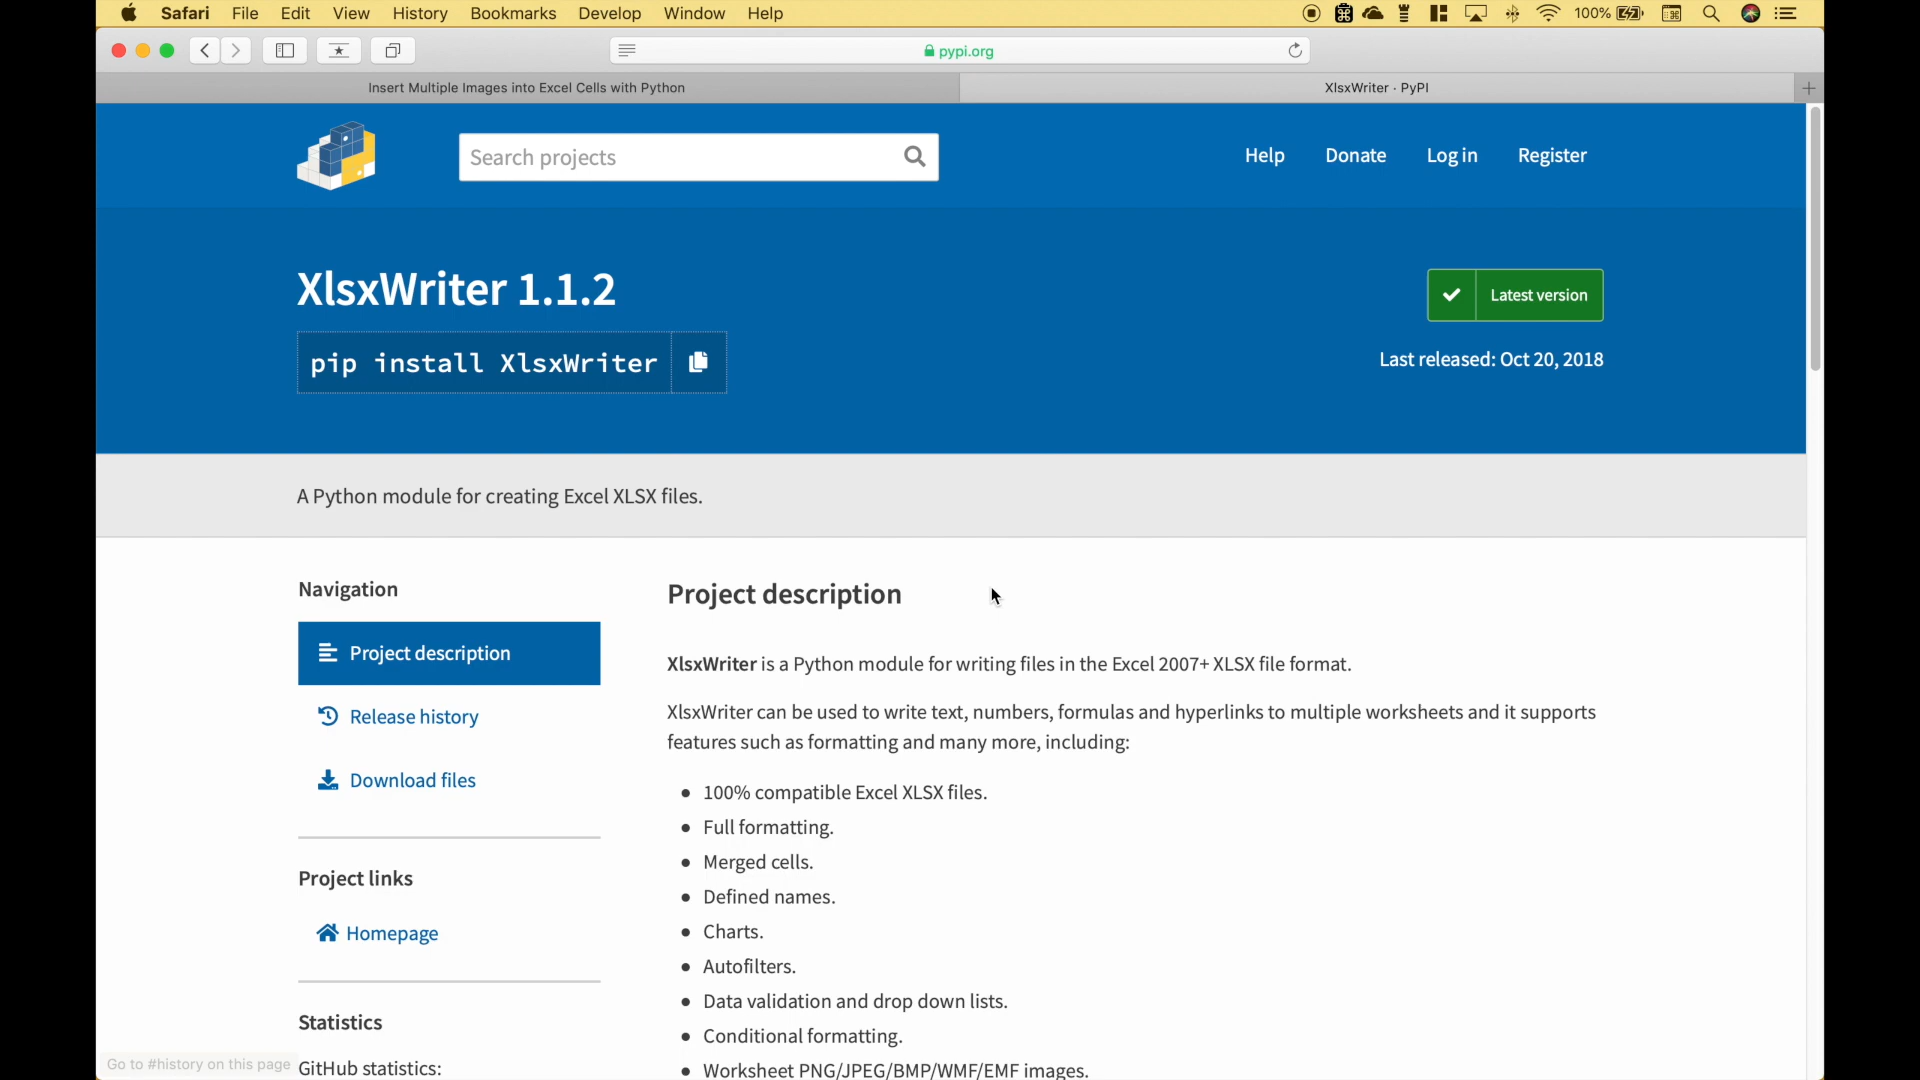 Safari File Edit View History Bookmarks Develop Window Help 100%
pypi.org
Insert Multiple Images into Excel Cells with Python
XlsxWriter · PyPI
Search projects
Help Donate Log in Register
XlsxWriter 1.1.2
Latest version
pip install XlsxWriter
Last released: Oct 20, 2018
A Python module for creating Excel XLSX files.
Navigation
Project description
Release history
Download files
Project links
Homepage
Statistics
GitHub statistics:
Go to #history on this page
Project description
XlsxWriter is a Python module for writing files in the Excel 2007+ XLSX file format.
XlsxWriter can be used to write text, numbers, formulas and hyperlinks to multiple worksheets and it supports
features such as formatting and many more, including:
● 100% compatible Excel XLSX files.
● Full formatting.
● Merged cells.
● Defined names.
● Charts.
● Autofilters.
● Data validation and drop down lists.
● Conditional formatting.
● Worksheet PNG/JPEG/BMP/WMF/EMF images.